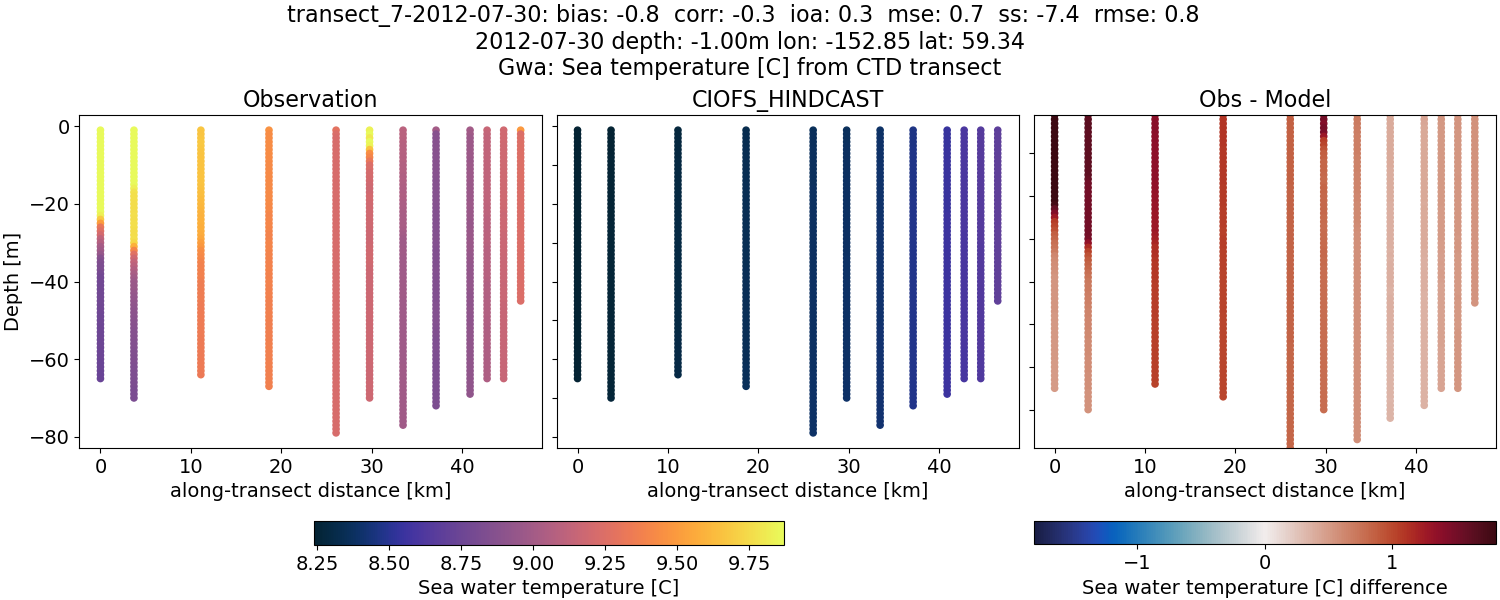 transect_7-2012-07-30: bias: -0.8  corr: -0.3  ioa: 0.3  mse: 0.7  ss: -7.4  rmse: 0.8
2012-07-30 depth: -1.00m lon: -152.85 lat: 59.34
Gwa: Sea temperature [C] from CTD transect
Observation
CIOFS_HINDCAST
Obs - Model
Depth [m]
0
−20
−40
−60
−80
0 10 20 30 40
0 10 20 30 40
0 10 20 30 40
along-transect distance [km]
along-transect distance [km]
along-transect distance [km]
8.25 8.50 8.75 9.00 9.25 9.50 9.75
Sea water temperature [C]
−1 0 1
Sea water temperature [C] difference